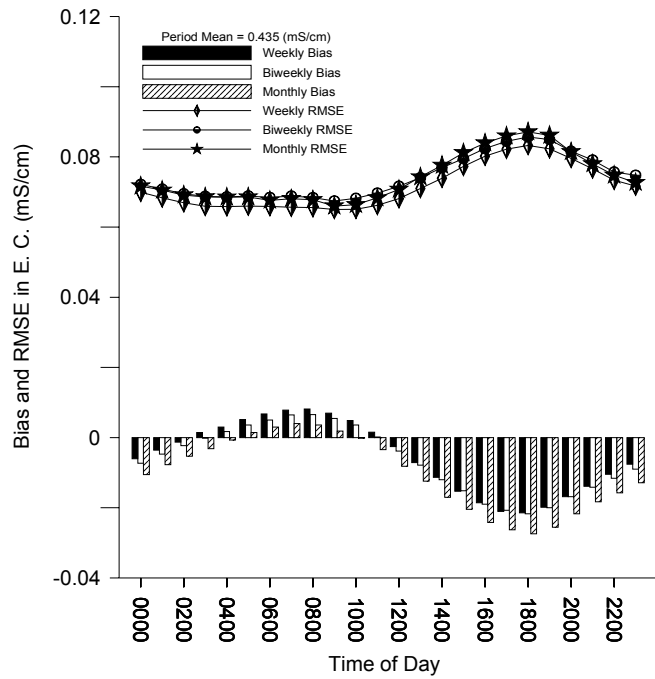 0.12
Period Mean = 0.435 (mS/cm)
Weekly Bias
Biweekly Bias
Monthly Bias
Weekly RMSE
Biweekly RMSE
Monthly RMSE
0.08
0.04
0
-0.04
Bias and RMSE in E. C. (mS/cm)
0000 0200 0400 0600 0800 1000 1200 1400 1600 1800 2000 2200
Time of Day